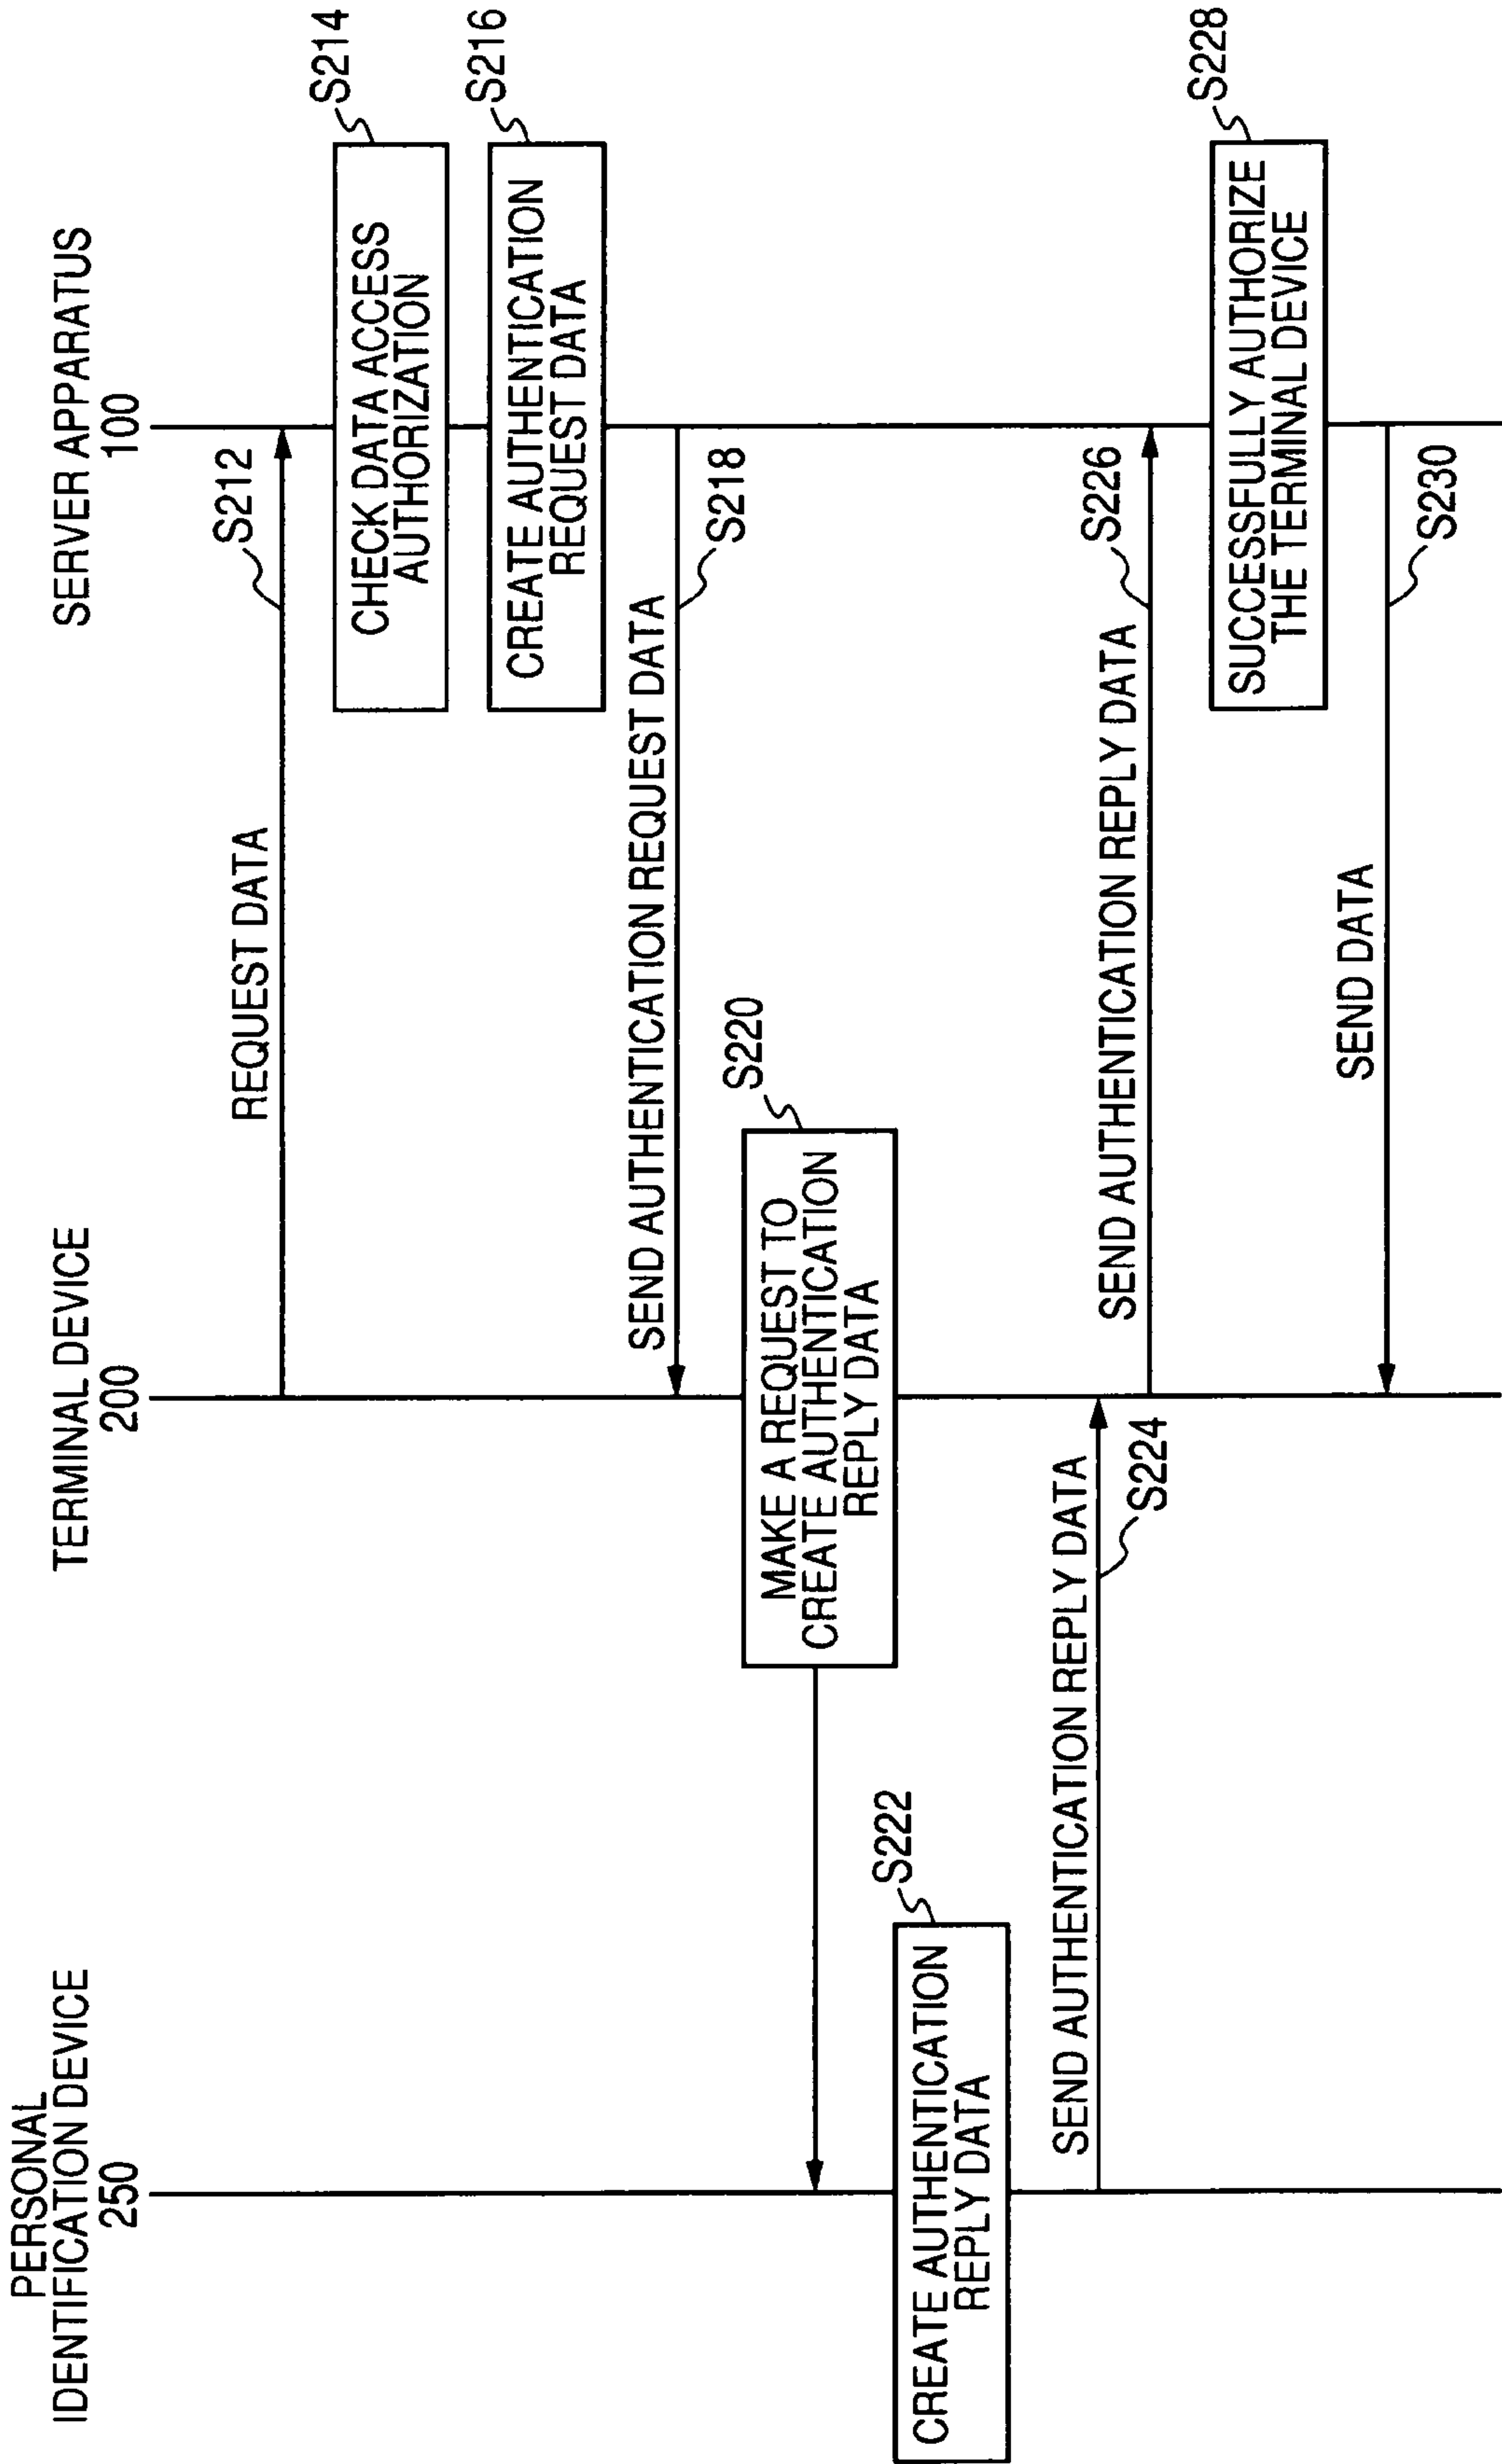 PERSONAL
IDENTIFICATION DEVICE
250
TERMINAL DEVICE
200
SERVER APPARATUS
100
REQUEST DATA
S212
CHECK DATA ACCESS
AUTHORIZATION
S214
CREATE AUTHENTICATION
REQUEST DATA
S216
SEND AUTHENTICATION REQUEST DATA
S218
MAKE A REQUEST TO
CREATE AUTHENTICATION
REPLY DATA
S220
CREATE AUTHENTICATION
REPLY DATA
S222
SEND AUTHENTICATION REPLY DATA
S224
SEND AUTHENTICATION REPLY DATA
S226
SUCCESSFULLY AUTHORIZE
THE TERMINAL DEVICE
S228
SEND DATA
S230